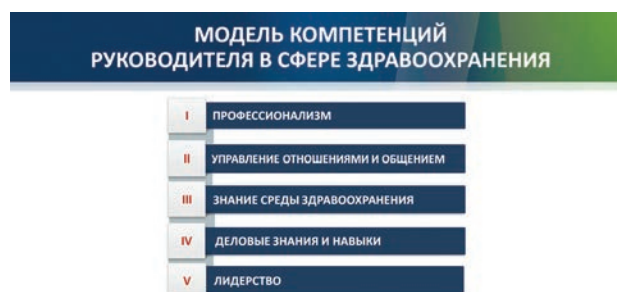 МОДЕЛЬ КОМПЕТЕНЦИЙ
РУКОВОДИТЕЛЯ В СФЕРЕ ЗДРАВООХРАНЕНИЯ
I ПРОФЕССИОНАЛИЗМ
II УПРАВЛЕНИЕ ОТНОШЕНИЯМИ И ОБЩЕНИЕМ
III ЗНАНИЕ СРЕДЫ ЗДРАВООХРАНЕНИЯ
IV ДЕЛОВЫЕ ЗНАНИЯ И НАВЫКИ
V ЛИДЕРСТВО